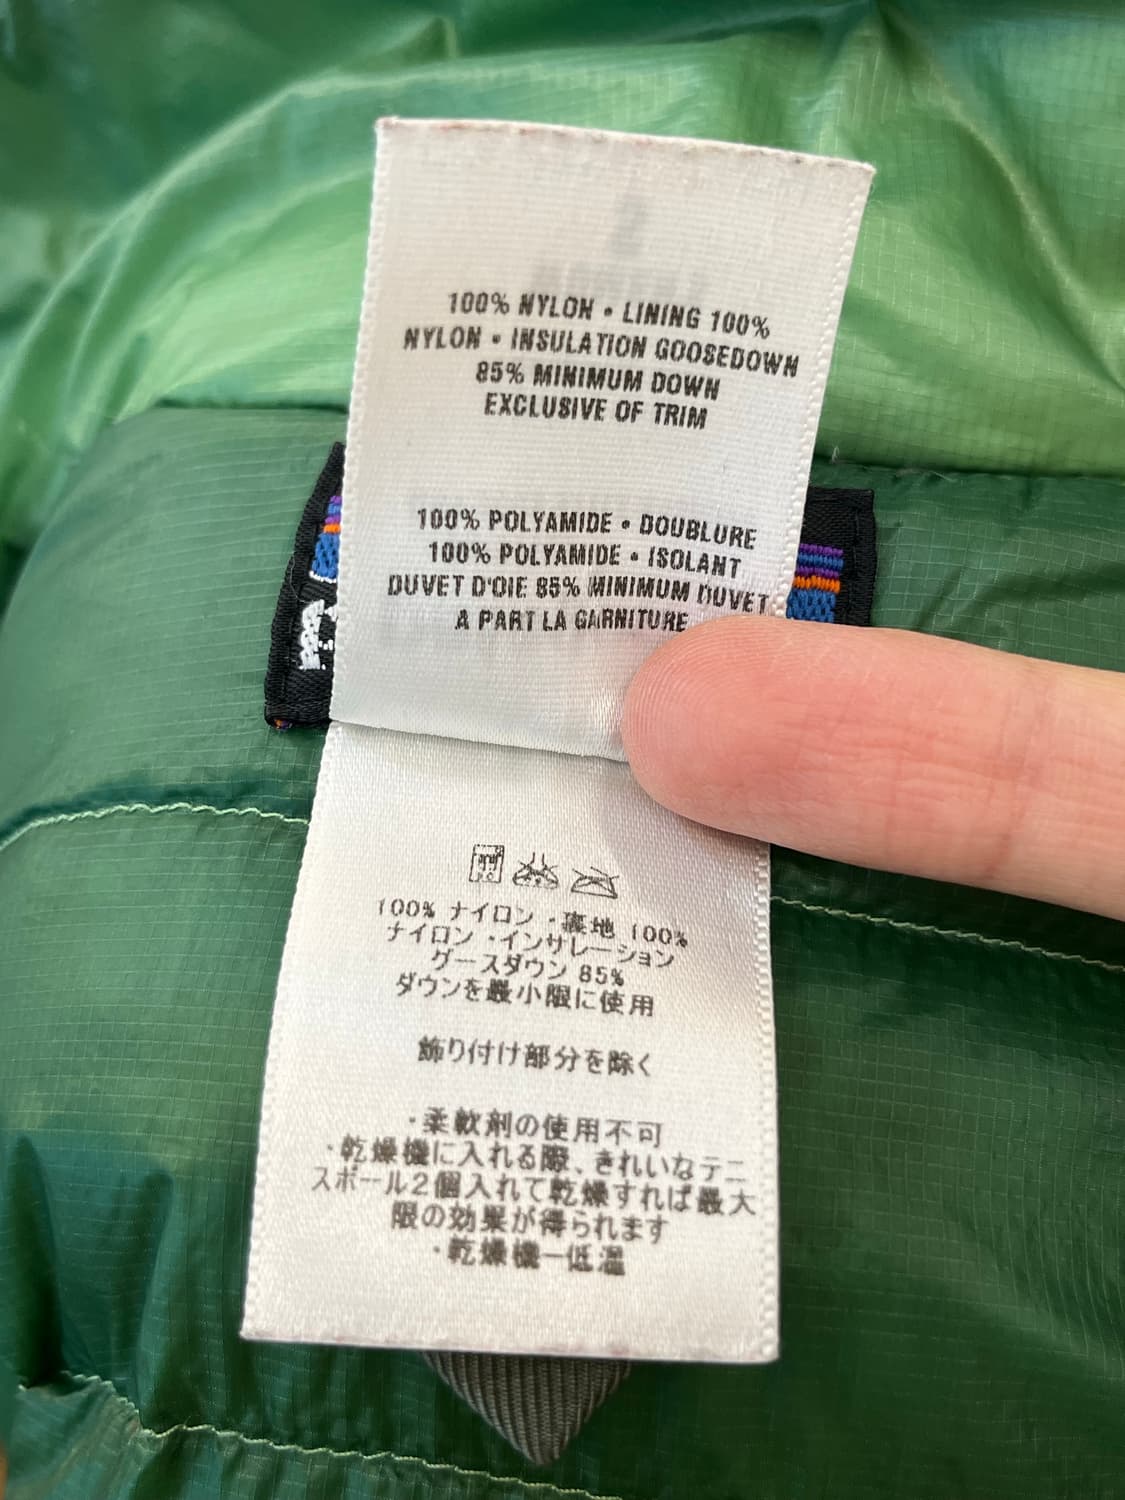 100% NYLON • LINING 100%
NYLON • INSULATION GOOSEDOWN
85% MINIMUM DOWN
EXCLUSIVE OF TRIM
100% POLYAMIDE • DOUBLURE
100% POLYAMIDE • ISOLANT
DUVET D'OIE 85% MINIMUM DUVET
A PART LA GARNITURE
100% ナイロン・裏地 100%
ナイロン・インサレーション
グースダウン 85%
ダウンを最小限に使用
飾り付け部分を除く
・柔軟剤の使用不可
・乾燥機に入れる際、きれいなテニ
スボール2個入れて乾燥すれば最大
限の効果が得られます
・乾燥機ー低温